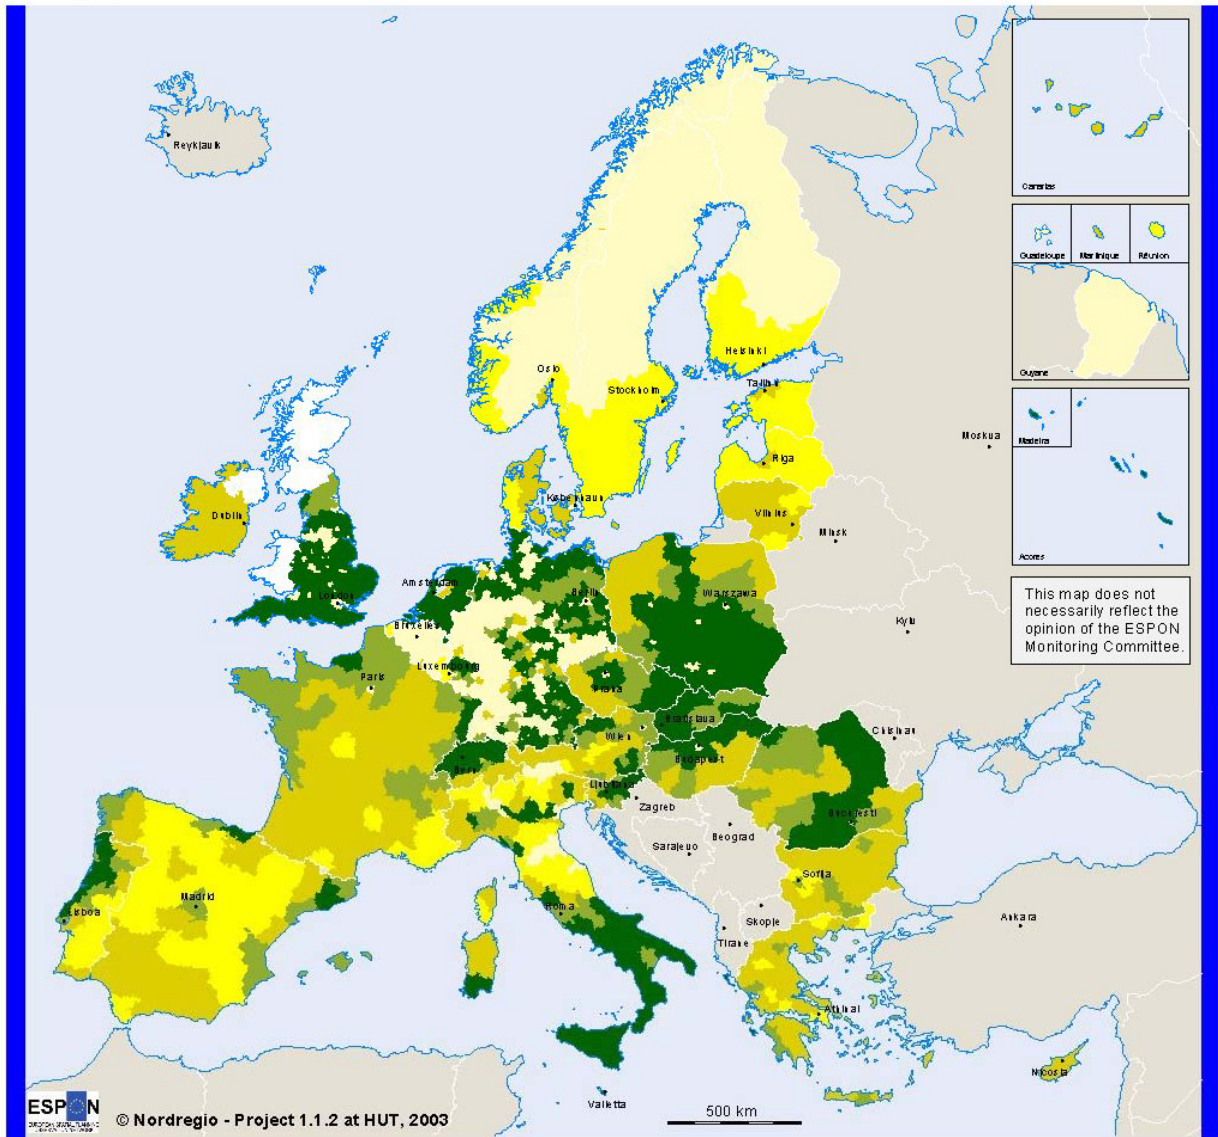 Reykjavik
Canarias
Guadeloupe
Martinique
Réunion
Guyane
Madeira
Acores
Oslo
Helsinki
Stockholm
Tallinn
Moskva
Riga
København
Vilnius
Minsk
Dublin
London
Amsterdam
Berlin
Warszawa
Bruxelles
Kyiv
Luxembourg
Paris
Praha
Bratislava
Wien
Chisinau
Bern
Budapest
Ljubljana
Zagreb
Bucuresti
Beograd
Sarajevo
Sofia
Madrid
Lisboa
Roma
Skopje
Tirane
Ankara
Athinai
Nicosia
Valletta
This map does not
necessarily reflect the
opinion of the ESPON
Monitoring Committee.
ESPON
© Nordregio - Project 1.1.2 at HUT, 2003
500 km